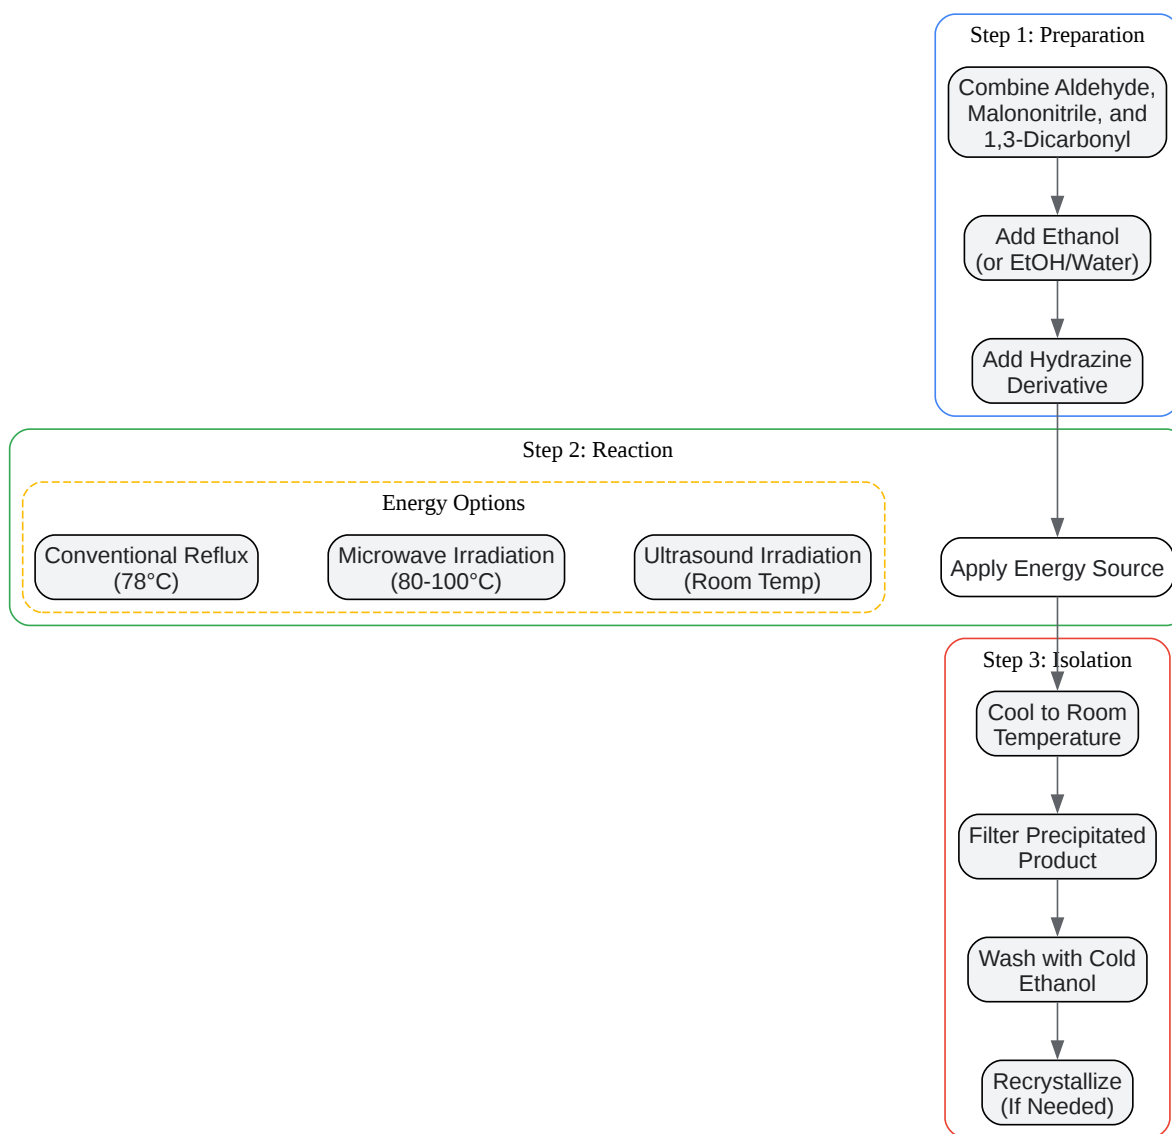 Step 1: Preparation
Combine Aldehyde,
Malononitrile, and
1,3-Dicarbonyl
Add Ethanol
(or EtOH/Water)
Add Hydrazine
Derivative
Step 2: Reaction
Energy Options
Conventional Reflux
(78°C)
Microwave Irradiation
(80-100°C)
Ultrasound Irradiation
(Room Temp)
Apply Energy Source
Step 3: Isolation
Cool to Room
Temperature
Filter Precipitated
Product
Wash with Cold
Ethanol
Recrystallize
(If Needed)